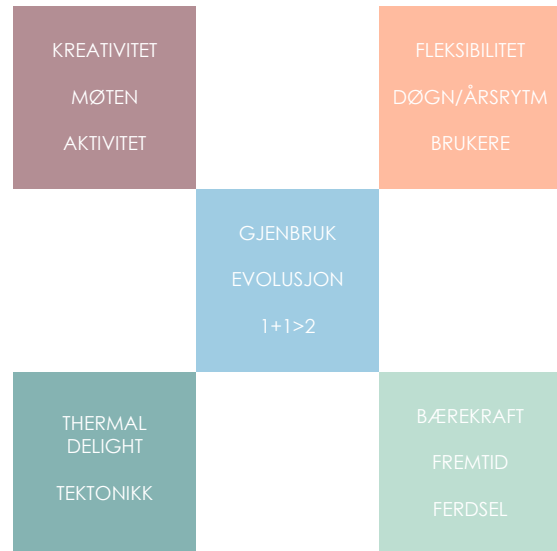 KREATIVITET
MØTEN
AKTIVITET
FLEKSIBILITET
DØGN/ÅRSRYTM
BRUKERE
GJENBRUK
EVOLUSJON
1+1>2
THERMAL
DELIGHT
TEKTONIKK
BÆREKRAFT
FREMTID
FERDSEL